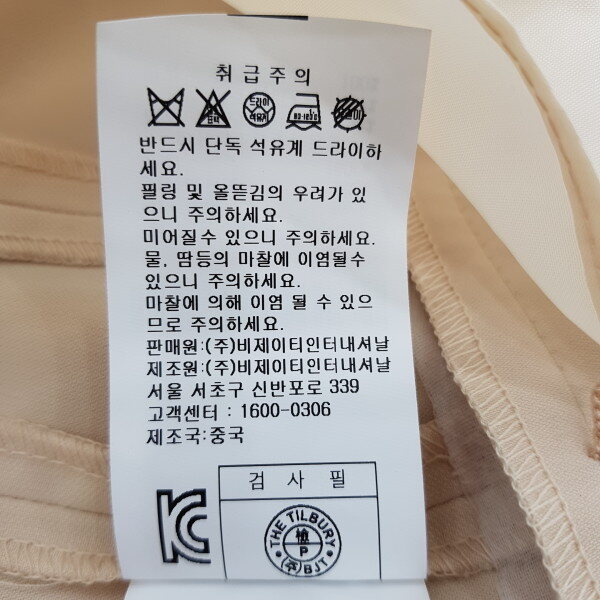 취급주의
드라이
석유계
80-120℃
반드시 단독 석유계 드라이하
세요.
필링 및 올뜯김의 우려가 있
으니 주의하세요.
미어질수 있으니 주의하세요.
물, 땀등의 마찰에 이염될수
있으니 주의하세요.
마찰에 의해 이염 될 수 있으
므로 주의하세요.
판매원:(주)비제이티인터내셔날
제조원:(주)비제이티인터내셔날
서울 서초구 신반포로 339
고객센터 : 1600-0306
제조국:중국
검사필
THE TILBURY
檢
P
(주)BJT